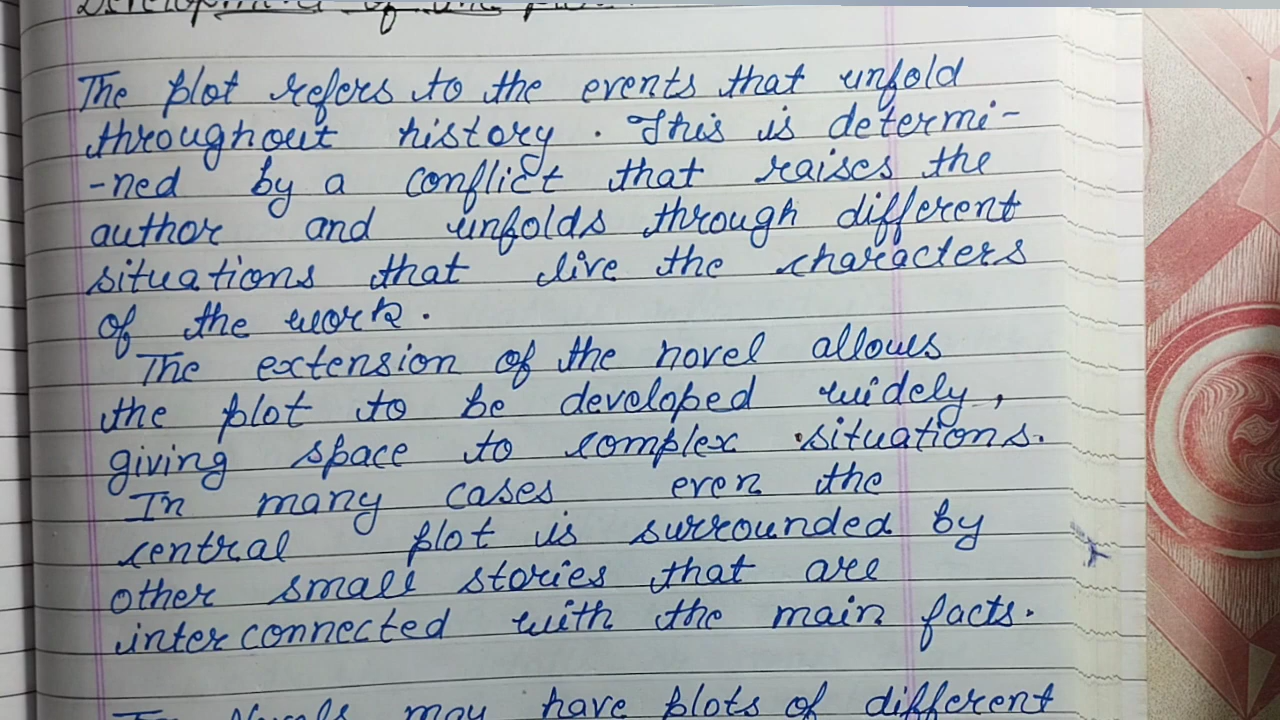 Development of the
The plot refers to the events that unfold
throughout history. This is determi-
-ned by a conflict that raises the
author and unfolds through different
situations that live the characters
of the work.
The extension of the novel allows
the plot to be developed widely,
giving space to complex situations.
In many cases even the
central plot is surrounded by
other small stories that are
interconnected with the main facts.
may have plots of different